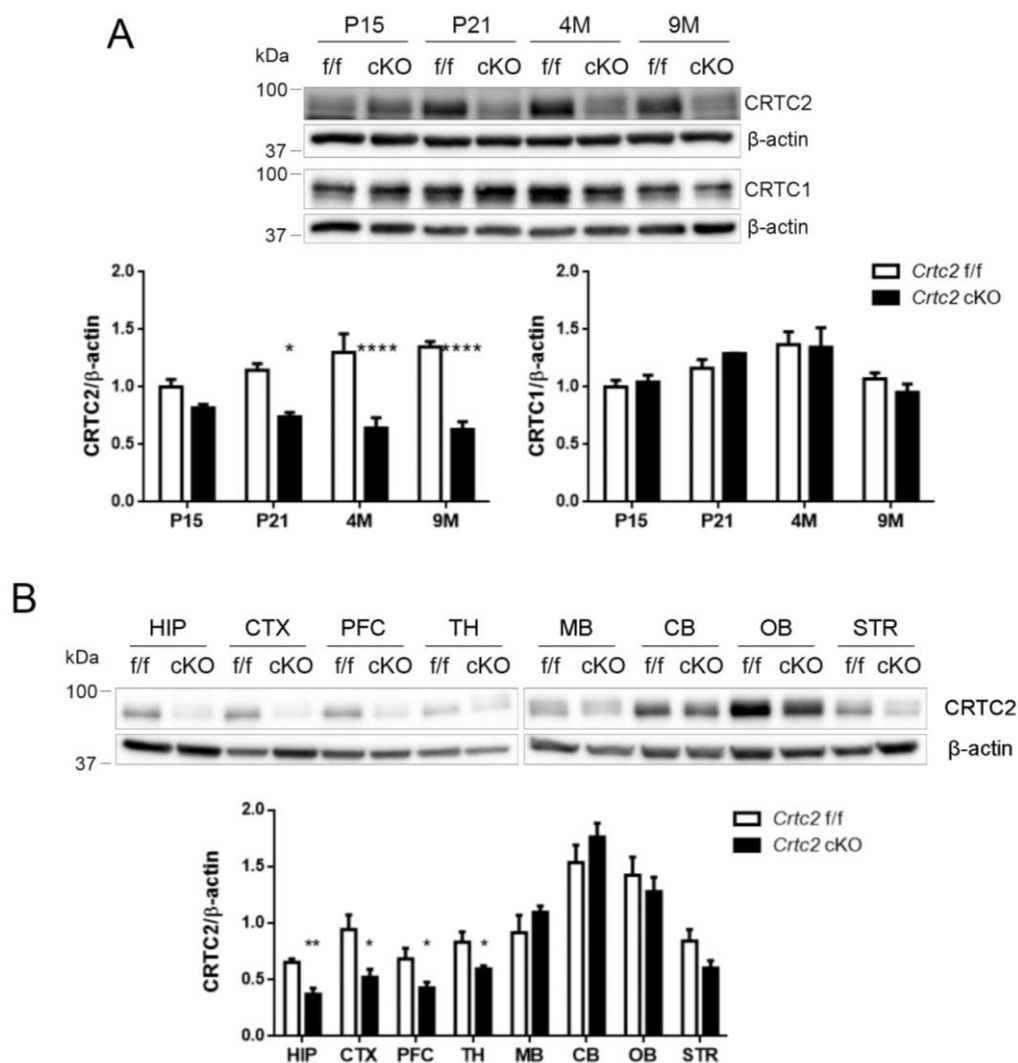 A
P15 P21 4M 9M
kDa
f/f cKO f/f cKO f/f cKO f/f cKO
100
CRTC2
β-actin
37
100
CRTC1
β-actin
37
2.0
1.5
1.0
0.5
0.0
CRTC2/β-actin
* **** ****
P15 P21 4M 9M
2.0
1.5
1.0
0.5
0.0
CRTC1/β-actin
Crtc2 f/f
Crtc2 cKO
P15 P21 4M 9M
B
HIP CTX PFC TH MB CB OB STR
kDa
f/f cKO f/f cKO f/f cKO f/f cKO f/f cKO f/f cKO f/f cKO f/f cKO
100
CRTC2
β-actin
37
2.0
1.5
1.0
0.5
0.0
CRTC2/β-actin
Crtc2 f/f
Crtc2 cKO
** * * *
HIP CTX PFC TH MB CB OB STR